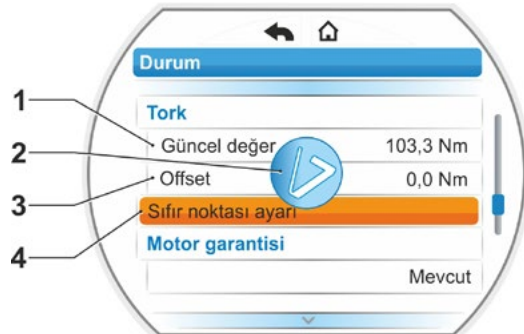 Durum
Tork
1
Güncel değer 103,3 Nm
2
3
Offset 0,0 Nm
4
Sıfır noktası ayarı
Motor garantisi
Mevcut